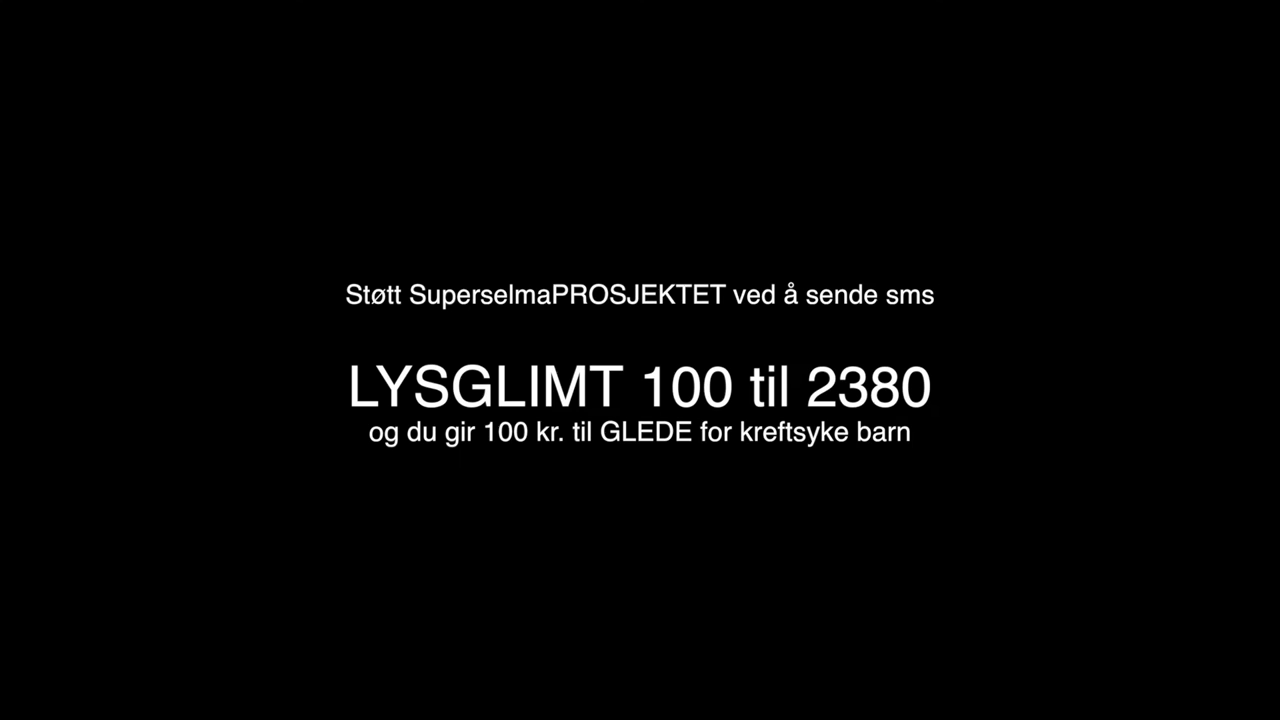 Støtt SuperselmaPROSJEKTET ved å sende sms
LYSGLIMT 100 til 2380
og du gir 100 kr. til GLEDE for kreftsyke barn